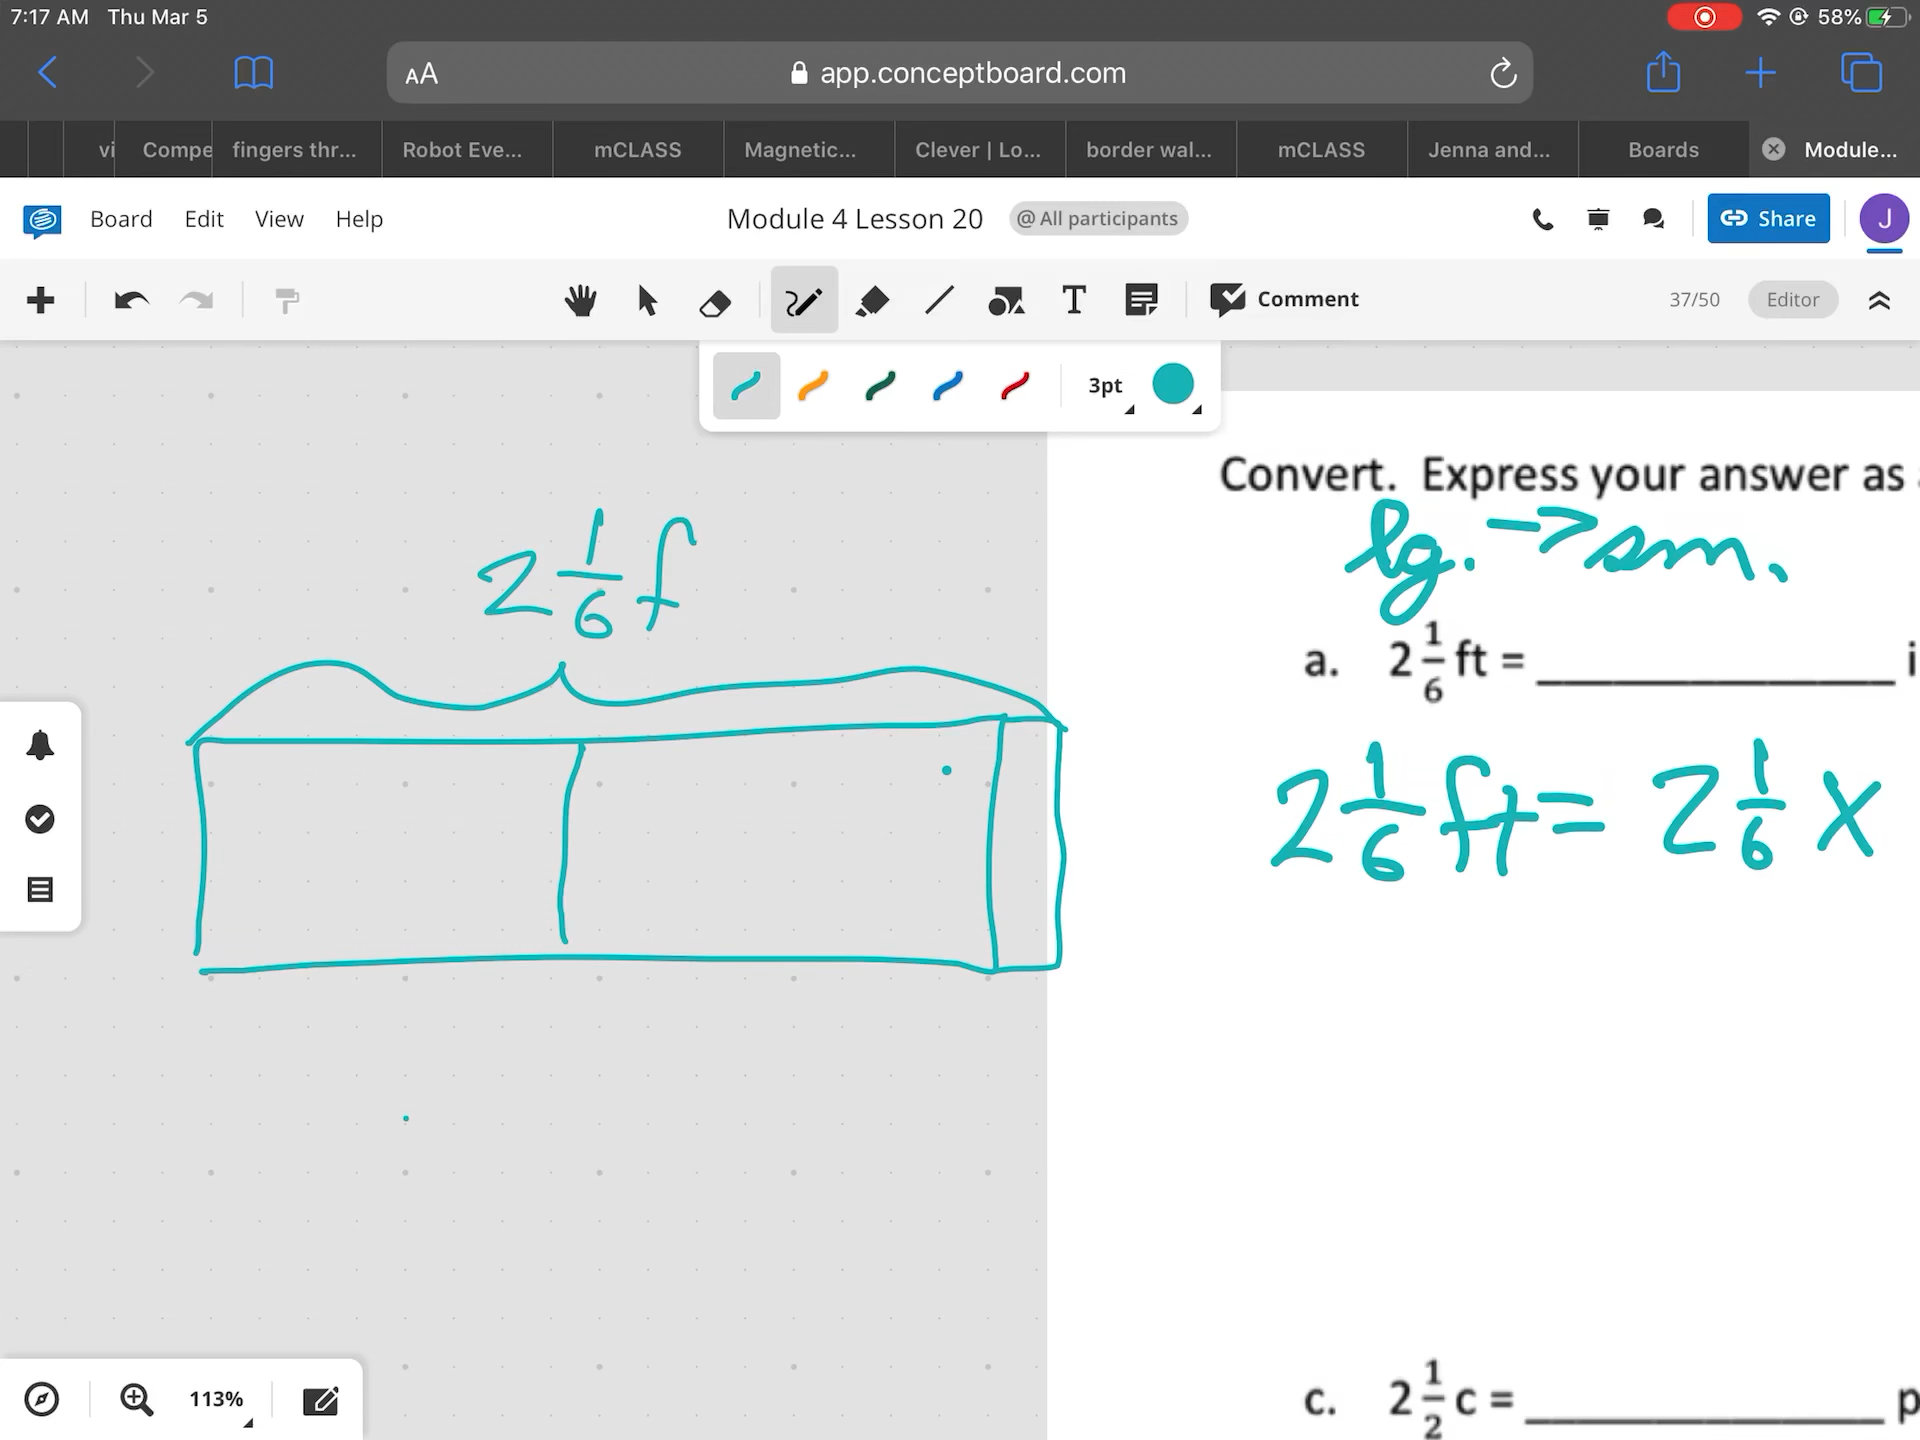 7:17 AM Thu Mar 5 58%
AA app.conceptboard.com
vi Compe fingers thr... Robot Eve... mCLASS Magnetic... Clever | Lo... border wal... mCLASS Jenna and... Boards Module...
Board Edit View Help Module 4 Lesson 20 @ All participants Share J
T Comment 37/50 Editor
3pt
Convert. Express your answer as a
lg. → sm.
2 1/6 f
a. 2 1/6 ft = ______________ i
2 1/6 ft = 2 1/6 X
c. 2 1/2 c = ______________ p
113%